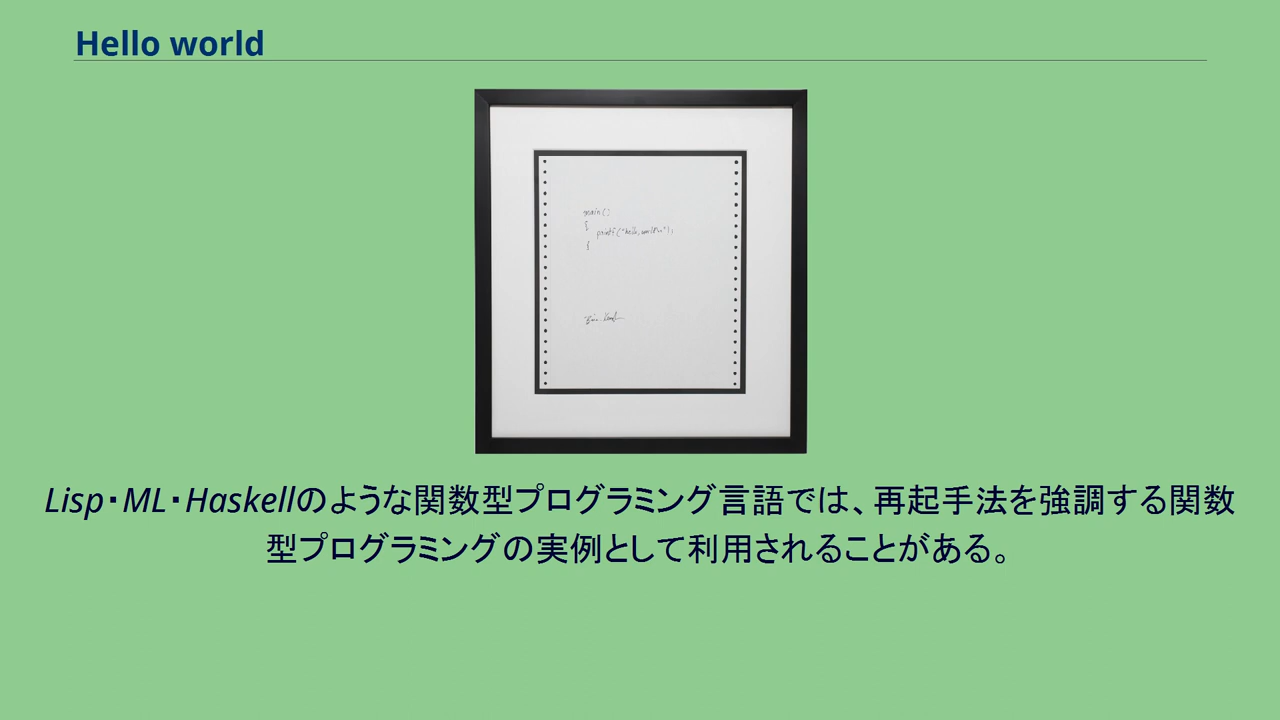 Hello world
main()
{
printf("hello, world\n");
}
Lisp・ML・Haskellのような関数型プログラミング言語では、再起手法を強調する関数
型プログラミングの実例として利用されることがある。